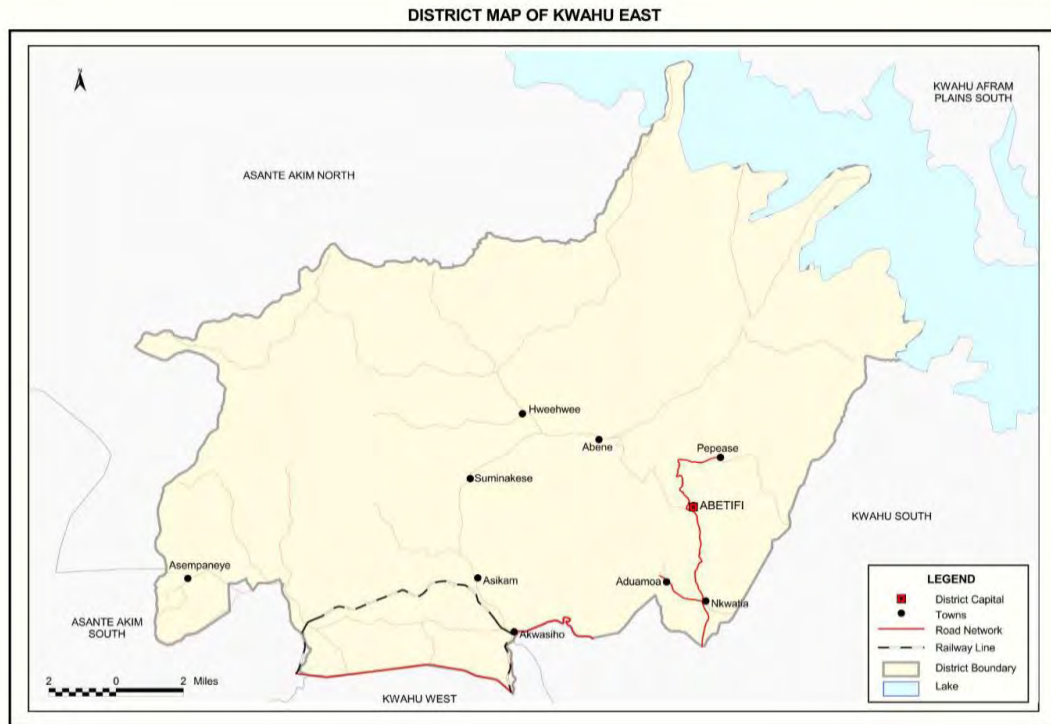 DISTRICT MAP OF KWAHU EAST
N
KWAHU AFRAM
PLAINS SOUTH
ASANTE AKIM NORTH
Hweehwee
Abene
Pepease
Suminakese
ABETIFI
KWAHU SOUTH
Asempaneye
Asikam
Aduamoa
Nkwatia
ASANTE AKIM
SOUTH
Akwasiho
KWAHU WEST
2 0 2 Miles
LEGEND
District Capital
Towns
Road Network
Railway Line
District Boundary
Lake